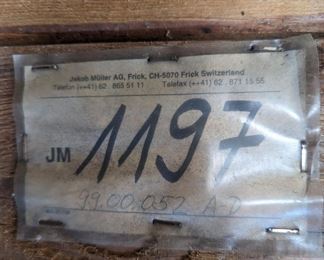 Jakob Müller AG, Frick, CH-5070 Frick Switzerland
Telefon (++41) 62 . 865 51 11 Telefax (++41) 62 . 871 15 55
JM 1197
99.00.052 A-D